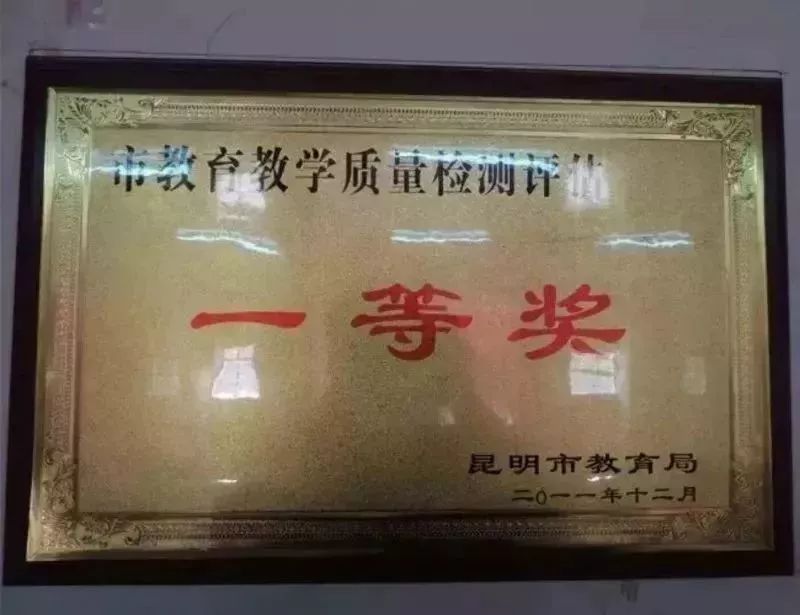 市教育教学质量检测评估
一等奖
昆明市教育局
二0一一年十二月